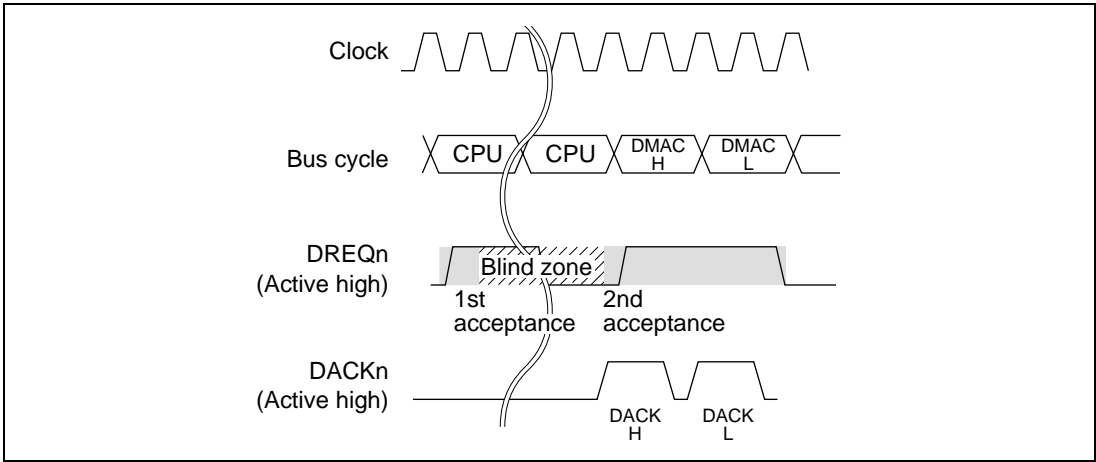 Clock
Bus cycle
CPU
CPU
DMAC
H
DMAC
L
DREQn
(Active high)
Blind zone
1st
acceptance
2nd
acceptance
DACKn
(Active high)
DACK
H
DACK
L